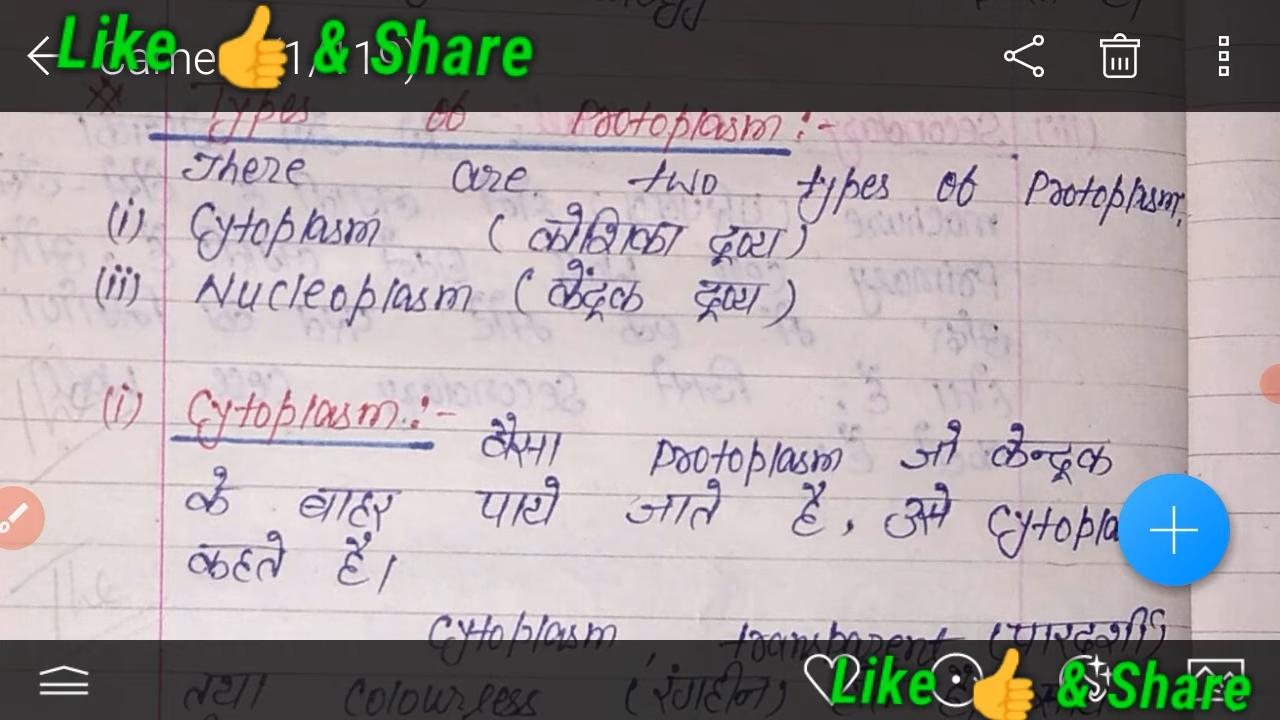 Like 👍 & Share
* Types of Protoplasm :-
There are two types of Protoplasm.
(i) Cytoplasm (कोशिका द्रव्य)
(ii) Nucleoplasm (केंद्रक द्रव्य)
(i) Cytoplasm :- वैसा Protoplasm जो केन्द्रक
के बाहर पाये जाते है, उसे Cytopla
कहते है।
Cytoplasm, transparent (पारदर्शी)
तथा Colourless (रंगहीन)
Like 👍 & Share